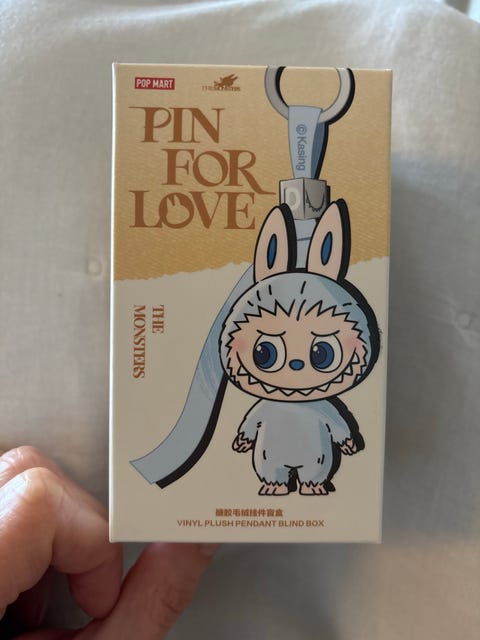 POP MART
THE MONSTERS
PIN
FOR
LOVE
© Kasing
THE
MONSTERS
搪胶毛绒挂件盲盒
VINYL PLUSH PENDANT BLIND BOX